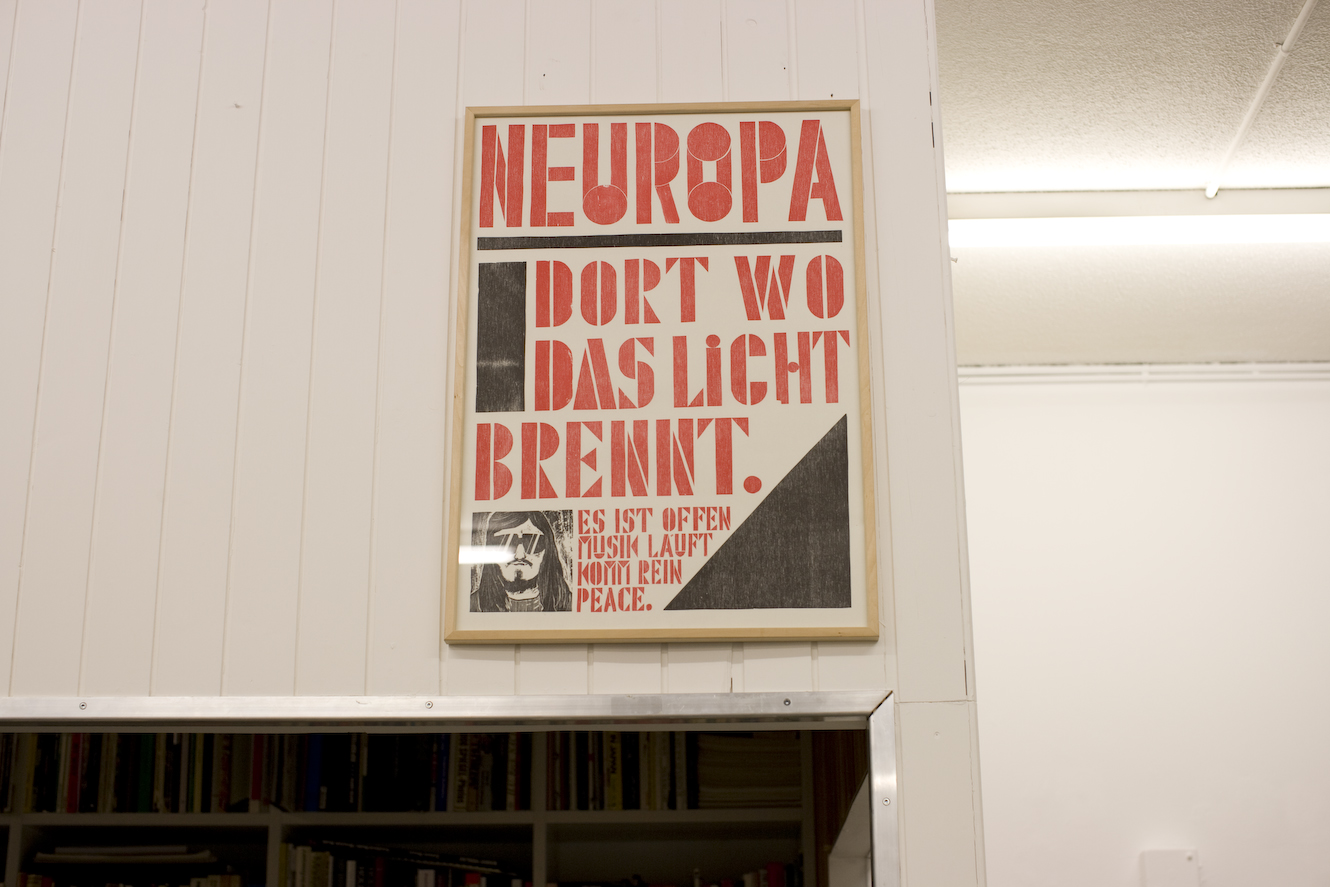 NEUROPA
DORT WO
DAS LiCHT
BRENNT.
ES IST OFFEN
MUSIK LAUFT
KOMM REIN
PEACE.